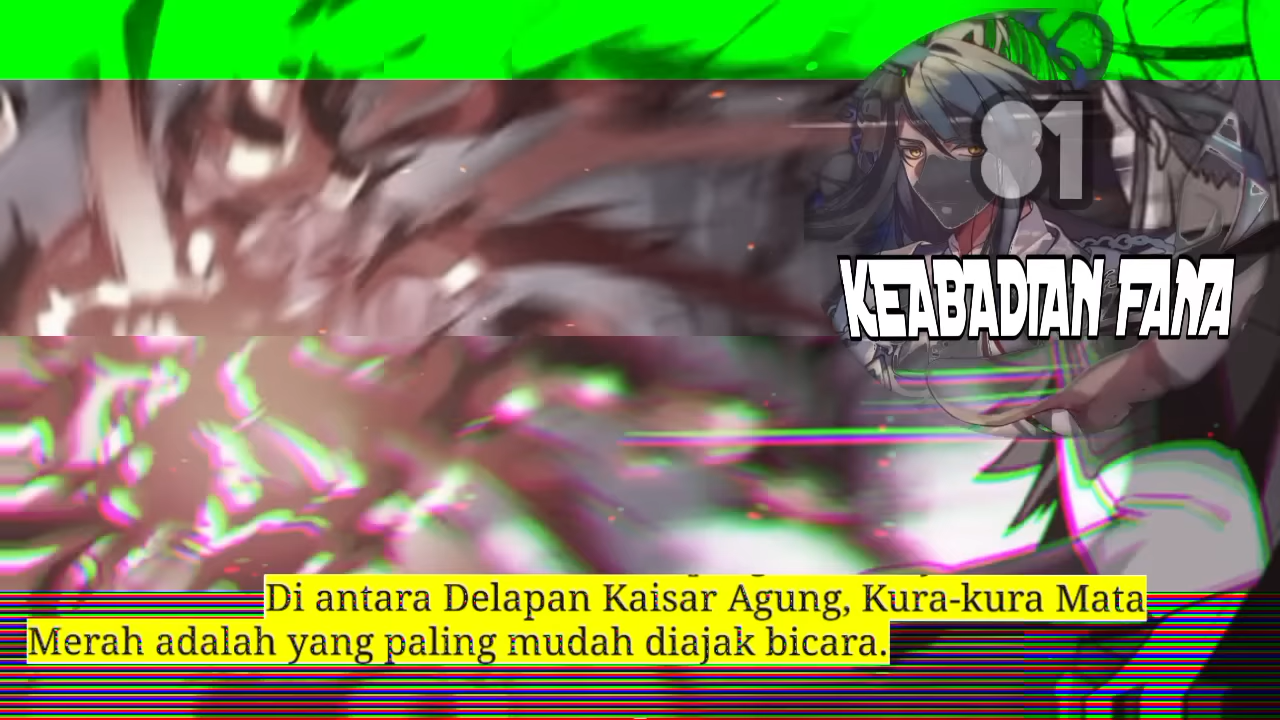 81
KEABADIAN FANA
Di antara Delapan Kaisar Agung, Kura-kura Mata
Merah adalah yang paling mudah diajak bicara.